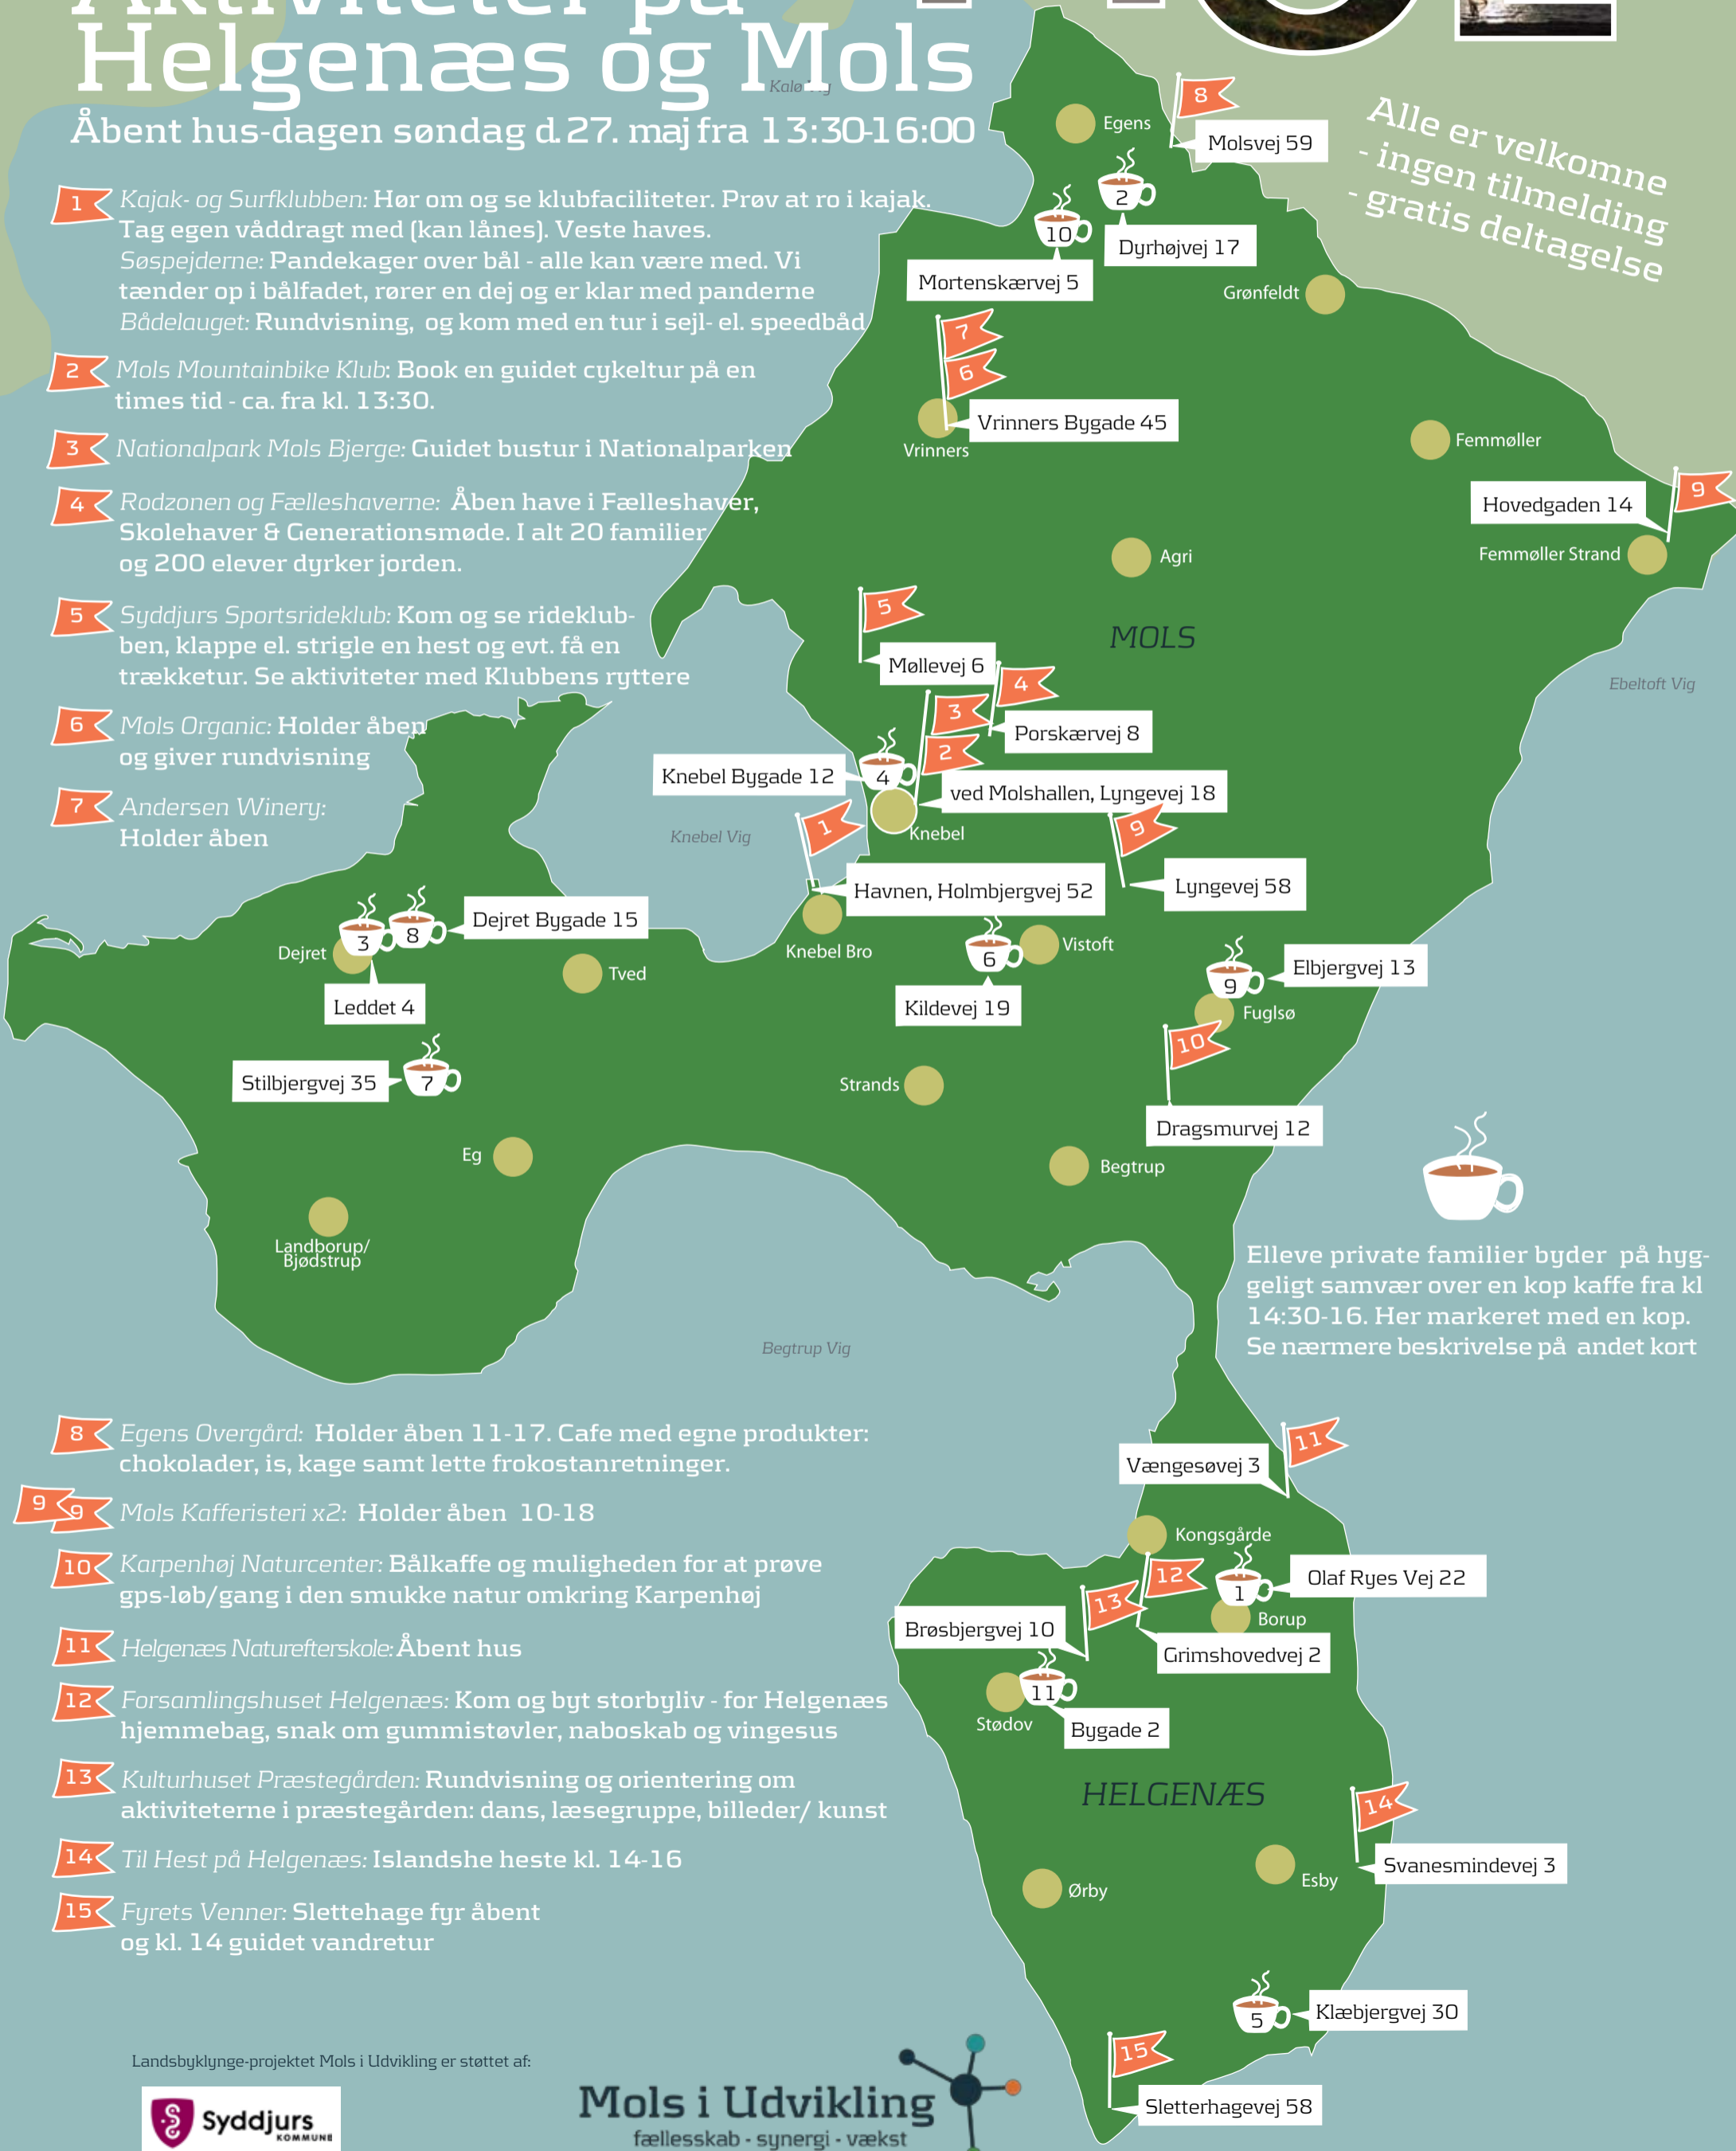 Aktiviteter på
Helgenæs og Mols
Åbent hus-dagen søndag d.27. maj fra 13:30-16:00
Alle er velkomne
- ingen tilmelding
- gratis deltagelse
1 Kajak- og Surfklubben: Hør om og se klubfaciliteter. Prøv at ro i kajak.
Tag egen våddragt med (kan lånes). Veste haves.
Søspejderne: Pandekager over bål - alle kan være med. Vi
tænder op i bålfadet, rører en dej og er klar med panderne
Bådelauget: Rundvisning, og kom med en tur i sejl- el. speedbåd
2 Mols Mountainbike Klub: Book en guidet cykeltur på en
times tid - ca. fra kl. 13:30.
3 Nationalpark Mols Bjerge: Guidet bustur i Nationalparken
4 Rodzonen og Fælleshaverne: Åben have i Fælleshaver,
Skolehaver & Generationsmøde. I alt 20 familier
og 200 elever dyrker jorden.
5 Syddjurs Sportsrideklub: Kom og se rideklub-
ben, klappe el. strigle en hest og evt. få en
trækketur. Se aktiviteter med Klubbens ryttere
6 Mols Organic: Holder åben
og giver rundvisning
7 Andersen Winery:
Holder åben
Kalø Vig
Egens
8
Molsvej 59
2
Dyrhøjvej 17
10
Mortenskærvej 5
Grønfeldt
7
6
Vrinners Bygade 45
Vrinners
Femmøller
9
Hovedgaden 14
Femmøller Strand
Agri
MOLS
Ebeltoft Vig
5
Møllevej 6
4
Porskærvej 8
3
2
4
Knebel Bygade 12
ved Molshallen, Lyngevej 18
Knebel
Knebel Vig
1
Havnen, Holmbjergvej 52
Knebel Bro
9
Lyngevej 58
3
8
Dejret Bygade 15
Dejret
Leddet 4
Tved
6
Vistoft
Kildevej 19
9
Elbjergvej 13
Fuglsø
10
Dragsmurvej 12
7
Stilbjergvej 35
Strands
Eg
Begtrup
Landborup/
Bjødstrup
Begtrup Vig
Elleve private familier byder på hyg-
geligt samvær over en kop kaffe fra kl
14:30-16. Her markeret med en kop.
Se nærmere beskrivelse på andet kort
8 Egens Overgård: Holder åben 11-17. Cafe med egne produkter:
chokolader, is, kage samt lette frokostanretninger.
9 9 Mols Kafferisteri x2: Holder åben 10-18
10 Karpenhøj Naturcenter: Bålkaffe og muligheden for at prøve
gps-løb/gang i den smukke natur omkring Karpenhøj
11 Helgenæs Naturefterskole: Åbent hus
12 Forsamlingshuset Helgenæs: Kom og byt storbyliv - for Helgenæs
hjemmebag, snak om gummistøvler, naboskab og vingesus
13 Kulturhuset Præstegården: Rundvisning og orientering om
aktiviteterne i præstegården: dans, læsegruppe, billeder/ kunst
14 Til Hest på Helgenæs: Islandshe heste kl. 14-16
15 Fyrets Venner: Slettehage fyr åbent
og kl. 14 guidet vandretur
11
Vængesøvej 3
Kongsgårde
12
13
1
Olaf Ryes Vej 22
Borup
Brøsbjergvej 10
Grimshovedvej 2
11
Stødov
Bygade 2
HELGENÆS
14
Svanesmindevej 3
Esby
Ørby
5
Klæbjergvej 30
15
Sletterhagevej 58
Landsbyklynge-projektet Mols i Udvikling er støttet af:
Syddjurs
KOMMUNE
Mols i Udvikling
fællesskab - synergi - vækst